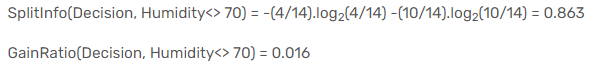 SplitInfo(Decision, Humidity<> 70) = -(4/14).log₂(4/14) -(10/14).log₂(10/14) = 0.863
GainRatio(Decision, Humidity<> 70) = 0.016